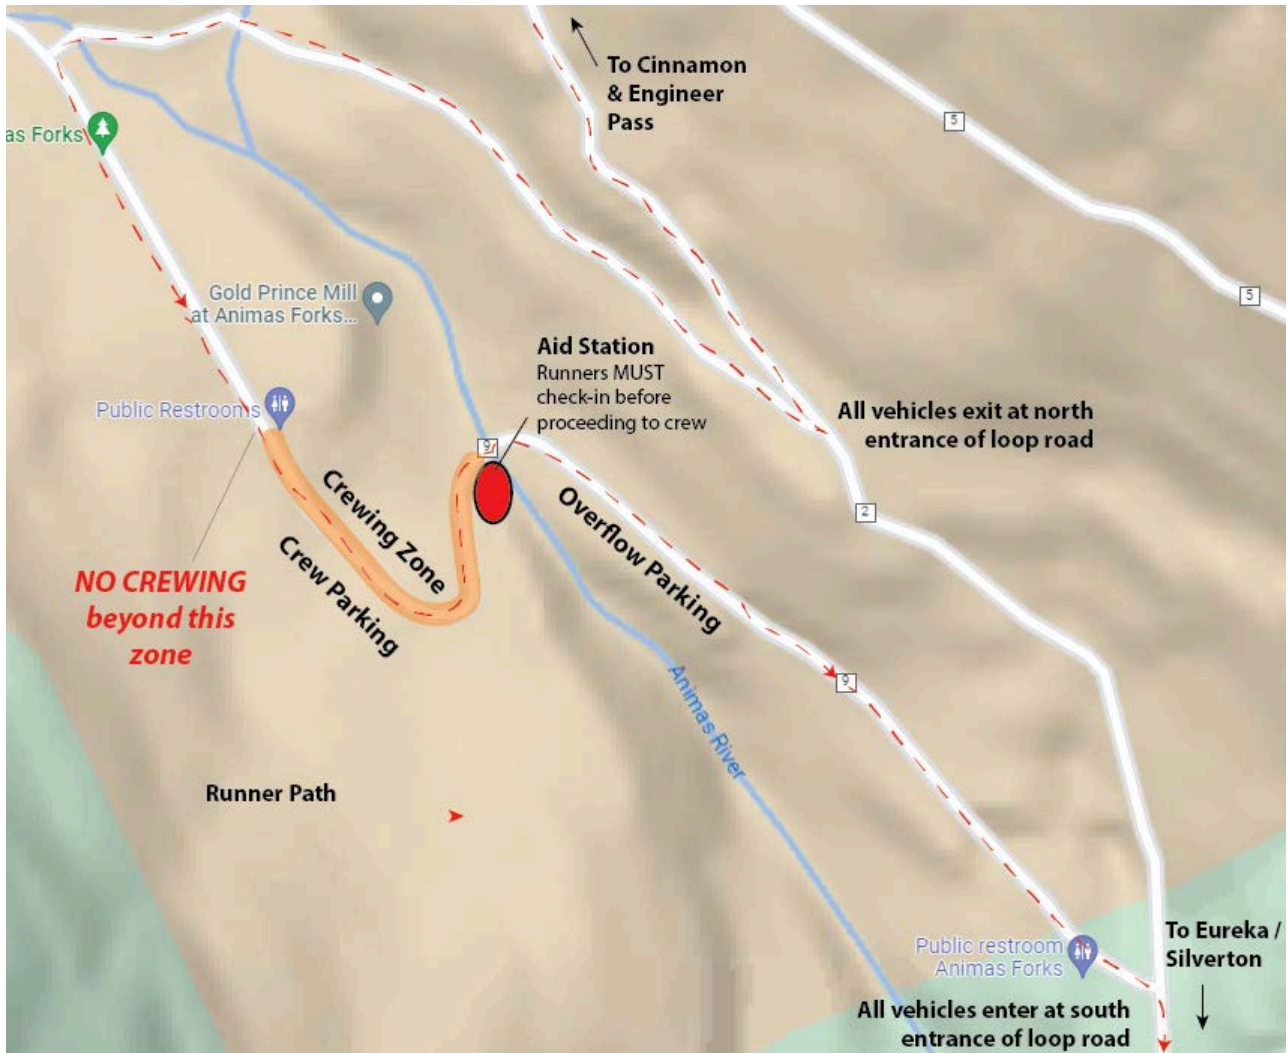 To Cinnamon
& Engineer
Pass
5
as Forks
5
Gold Prince Mill
at Animas Forks...
Aid Station
Runners MUST
check-in before
proceeding to crew
Public Restrooms
All vehicles exit at north
entrance of loop road
9
2
Crewing Zone
Crew Parking
Overflow Parking
NO CREWING
beyond this
zone
9
Animas River
Runner Path
To Eureka /
Silverton
Public restroom
Animas Forks
All vehicles enter at south
entrance of loop road